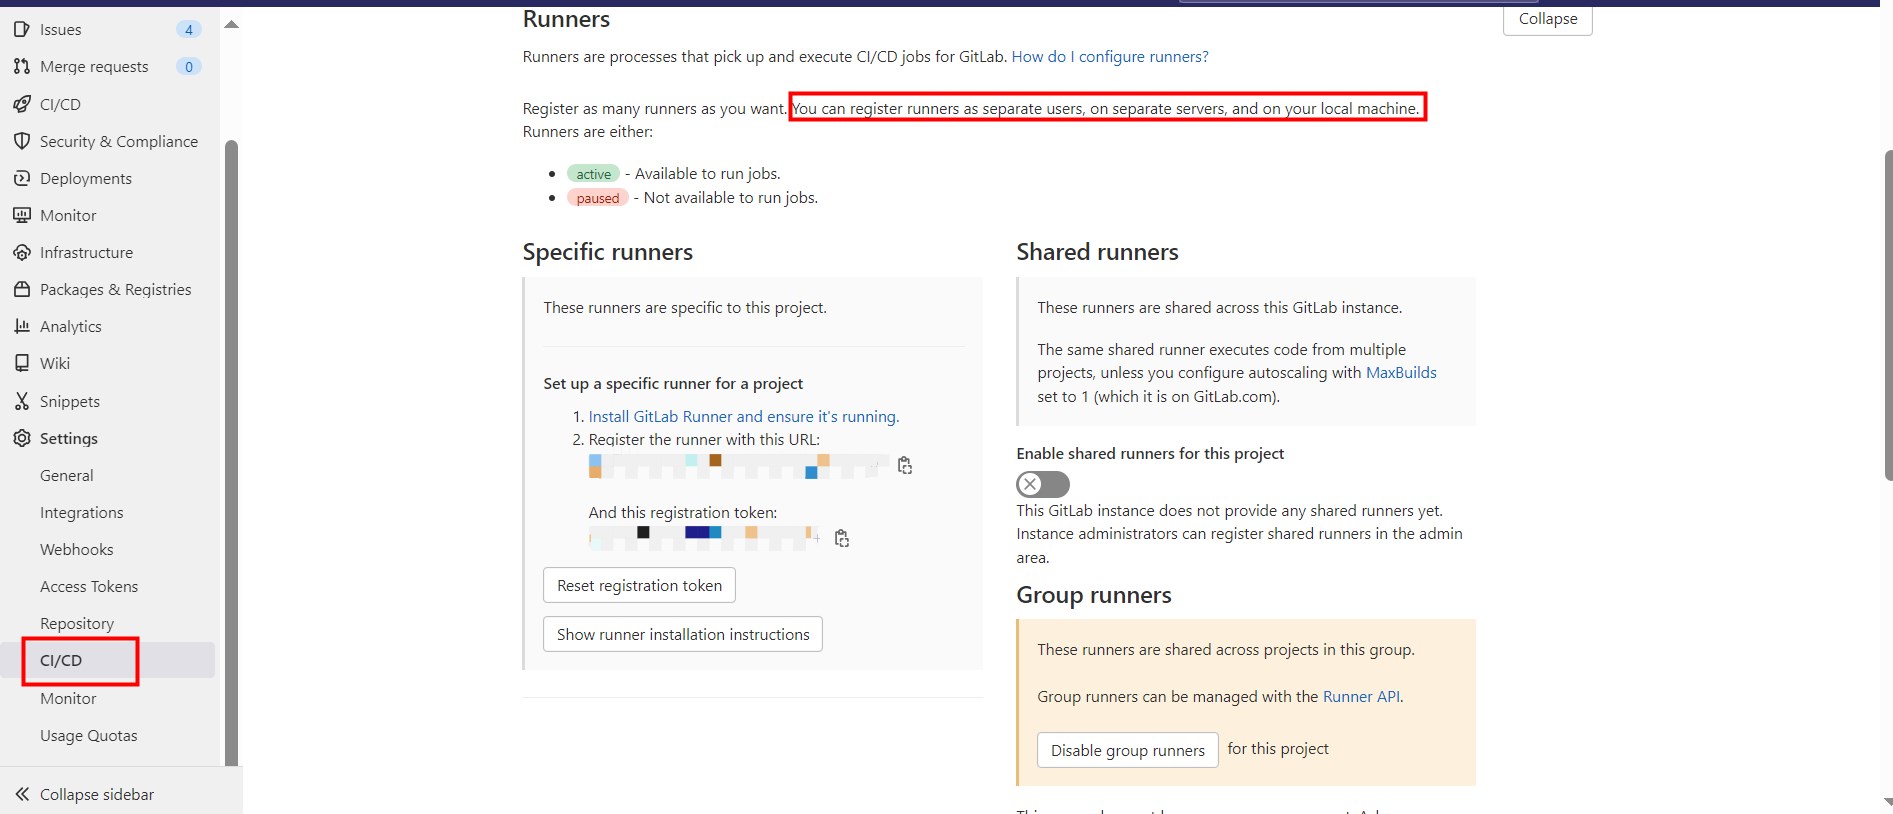 Issues 4
Merge requests 0
CI/CD
Security & Compliance
Deployments
Monitor
Infrastructure
Packages & Registries
Analytics
Wiki
Snippets
Settings
General
Integrations
Webhooks
Access Tokens
Repository
CI/CD
Monitor
Usage Quotas
Collapse sidebar
Runners
Collapse
Runners are processes that pick up and execute CI/CD jobs for GitLab. How do I configure runners?
Register as many runners as you want. You can register runners as separate users, on separate servers, and on your local machine.
Runners are either:
• active - Available to run jobs.
• paused - Not available to run jobs.
Specific runners
These runners are specific to this project.
Set up a specific runner for a project
1. Install GitLab Runner and ensure it's running.
2. Register the runner with this URL:
And this registration token:
Reset registration token
Show runner installation instructions
Shared runners
These runners are shared across this GitLab instance.
The same shared runner executes code from multiple
projects, unless you configure autoscaling with MaxBuilds
set to 1 (which it is on GitLab.com).
Enable shared runners for this project
This GitLab instance does not provide any shared runners yet.
Instance administrators can register shared runners in the admin
area.
Group runners
These runners are shared across projects in this group.
Group runners can be managed with the Runner API.
Disable group runners for this project